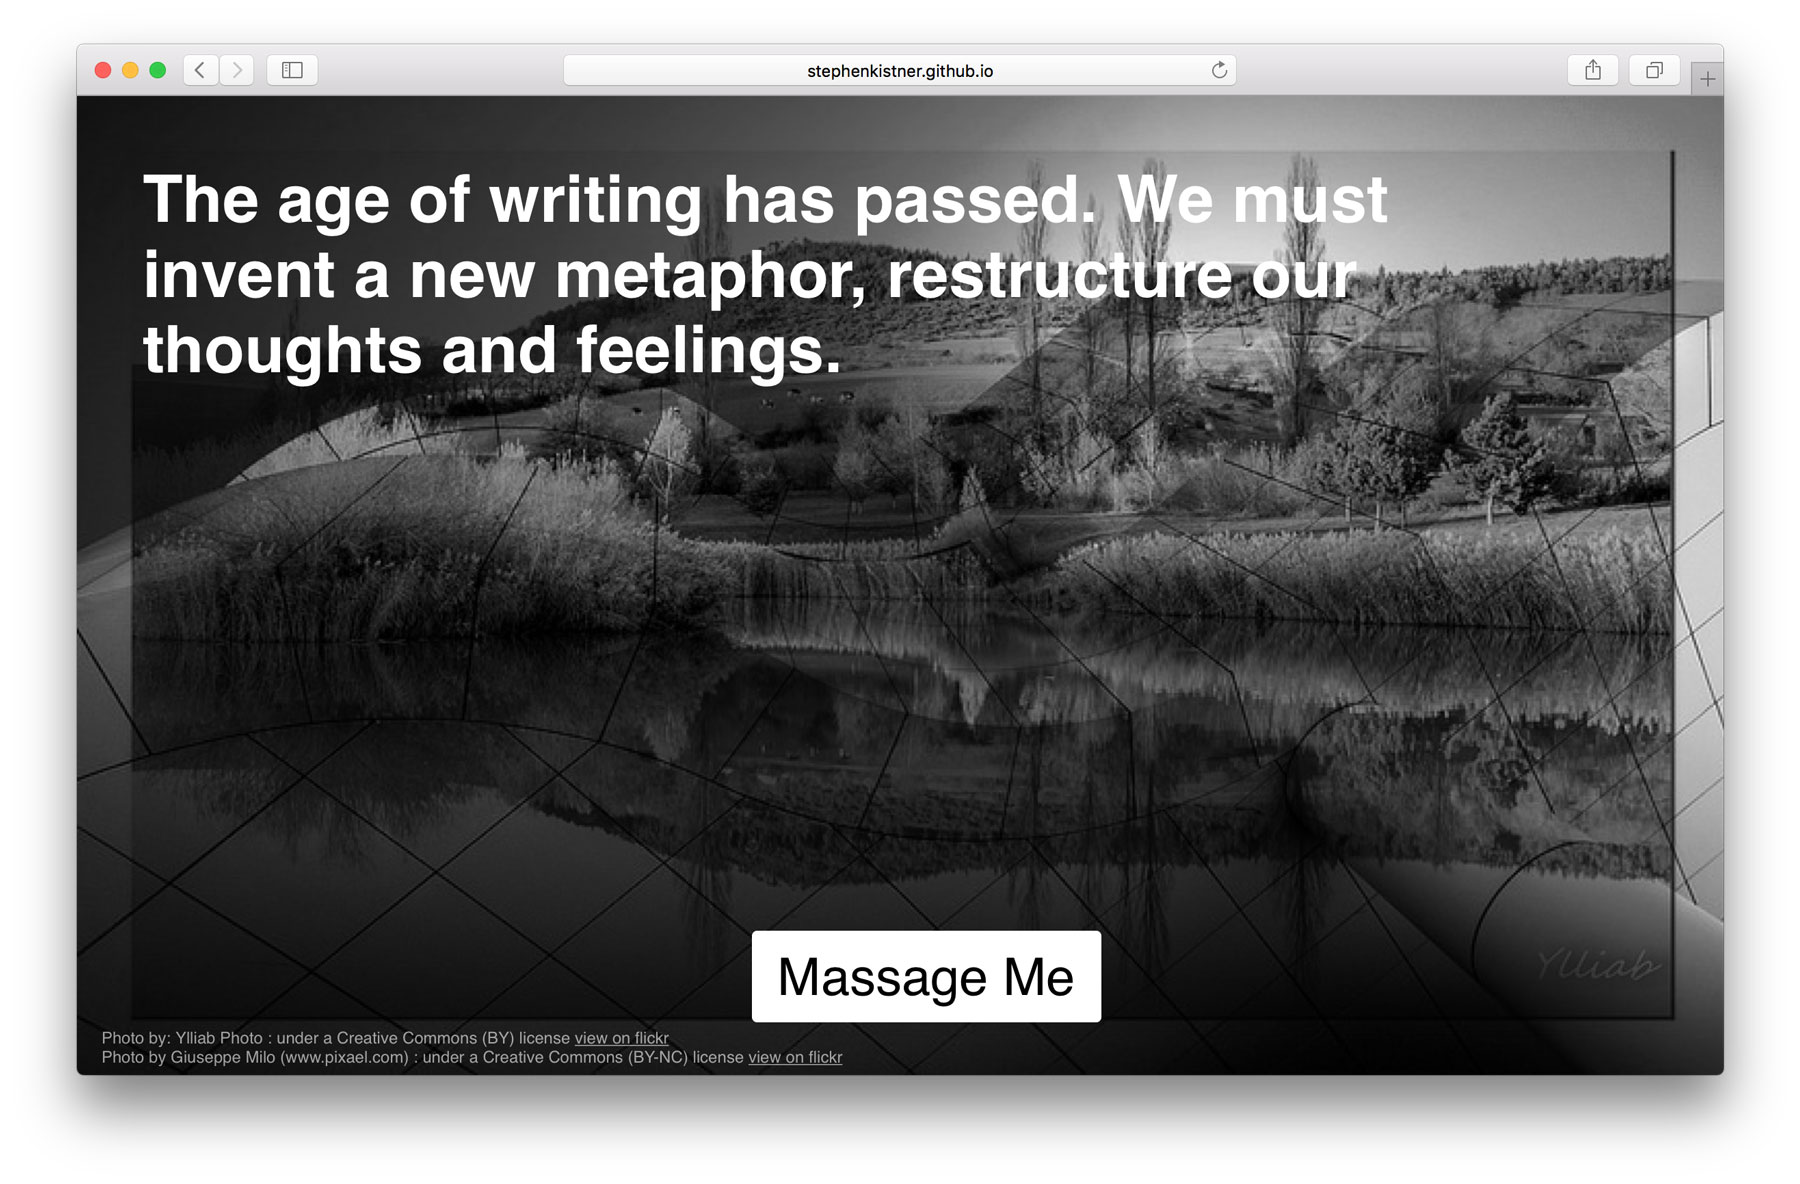 stephenkistner.github.io
The age of writing has passed. We must
invent a new metaphor, restructure our
thoughts and feelings.
Massage Me
Ylliab
Photo by: Ylliab Photo : under a Creative Commons (BY) license view on flickr
Photo by Giuseppe Milo (www.pixael.com) : under a Creative Commons (BY-NC) license view on flickr